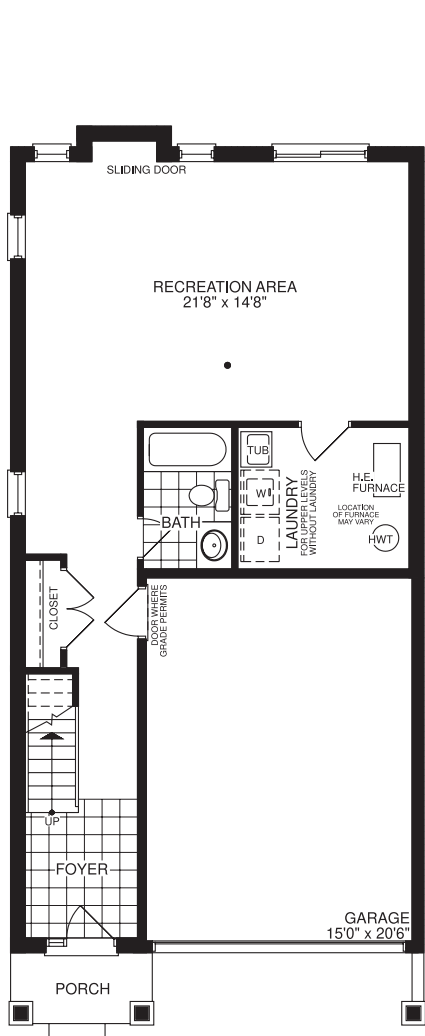 SLIDING DOOR
RECREATION AREA
21'8" x 14'8"
TUB
W
D
LAUNDRY
FOR UPPER LEVELS
WITHOUT LAUNDRY
H.E.
FURNACE
LOCATION
OF FURNACE
MAY VARY
HWT
BATH
CLOSET
DOOR WHERE
GRADE PERMITS
UP
FOYER
GARAGE
15'0" x 20'6"
PORCH